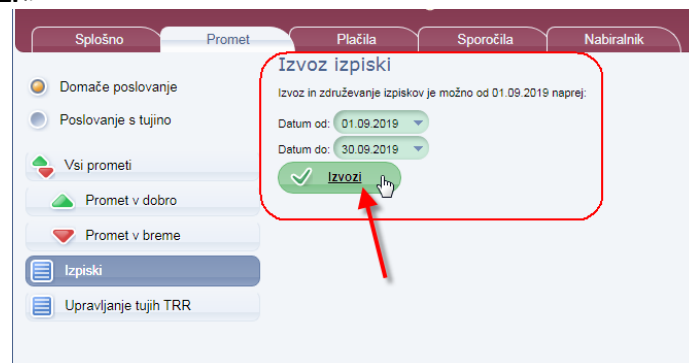 Splošno
Promet
Plačila
Sporočila
Nabiralnik
Domače poslovanje
Poslovanje s tujino
Vsi prometi
Promet v dobro
Promet v breme
Izpiski
Upravljanje tujih TRR
Izvoz izpiski
Izvoz in združevanje izpiskov je možno od 01.09.2019 naprej:
Datum od: 01.09.2019
Datum do: 30.09.2019
Izvozi